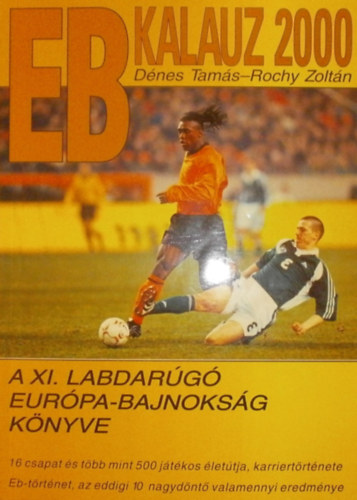 EB
KALAUZ 2000
Dénes Tamás–Rochy Zoltán
3
A XI. LABDARÚGÓ
EURÓPA-BAJNOKSÁG
KÖNYVE
16 csapat és több mint 500 játékos életútja, karriertörténete
Eb-történet, az eddigi 10 nagydöntő valamennyi eredménye